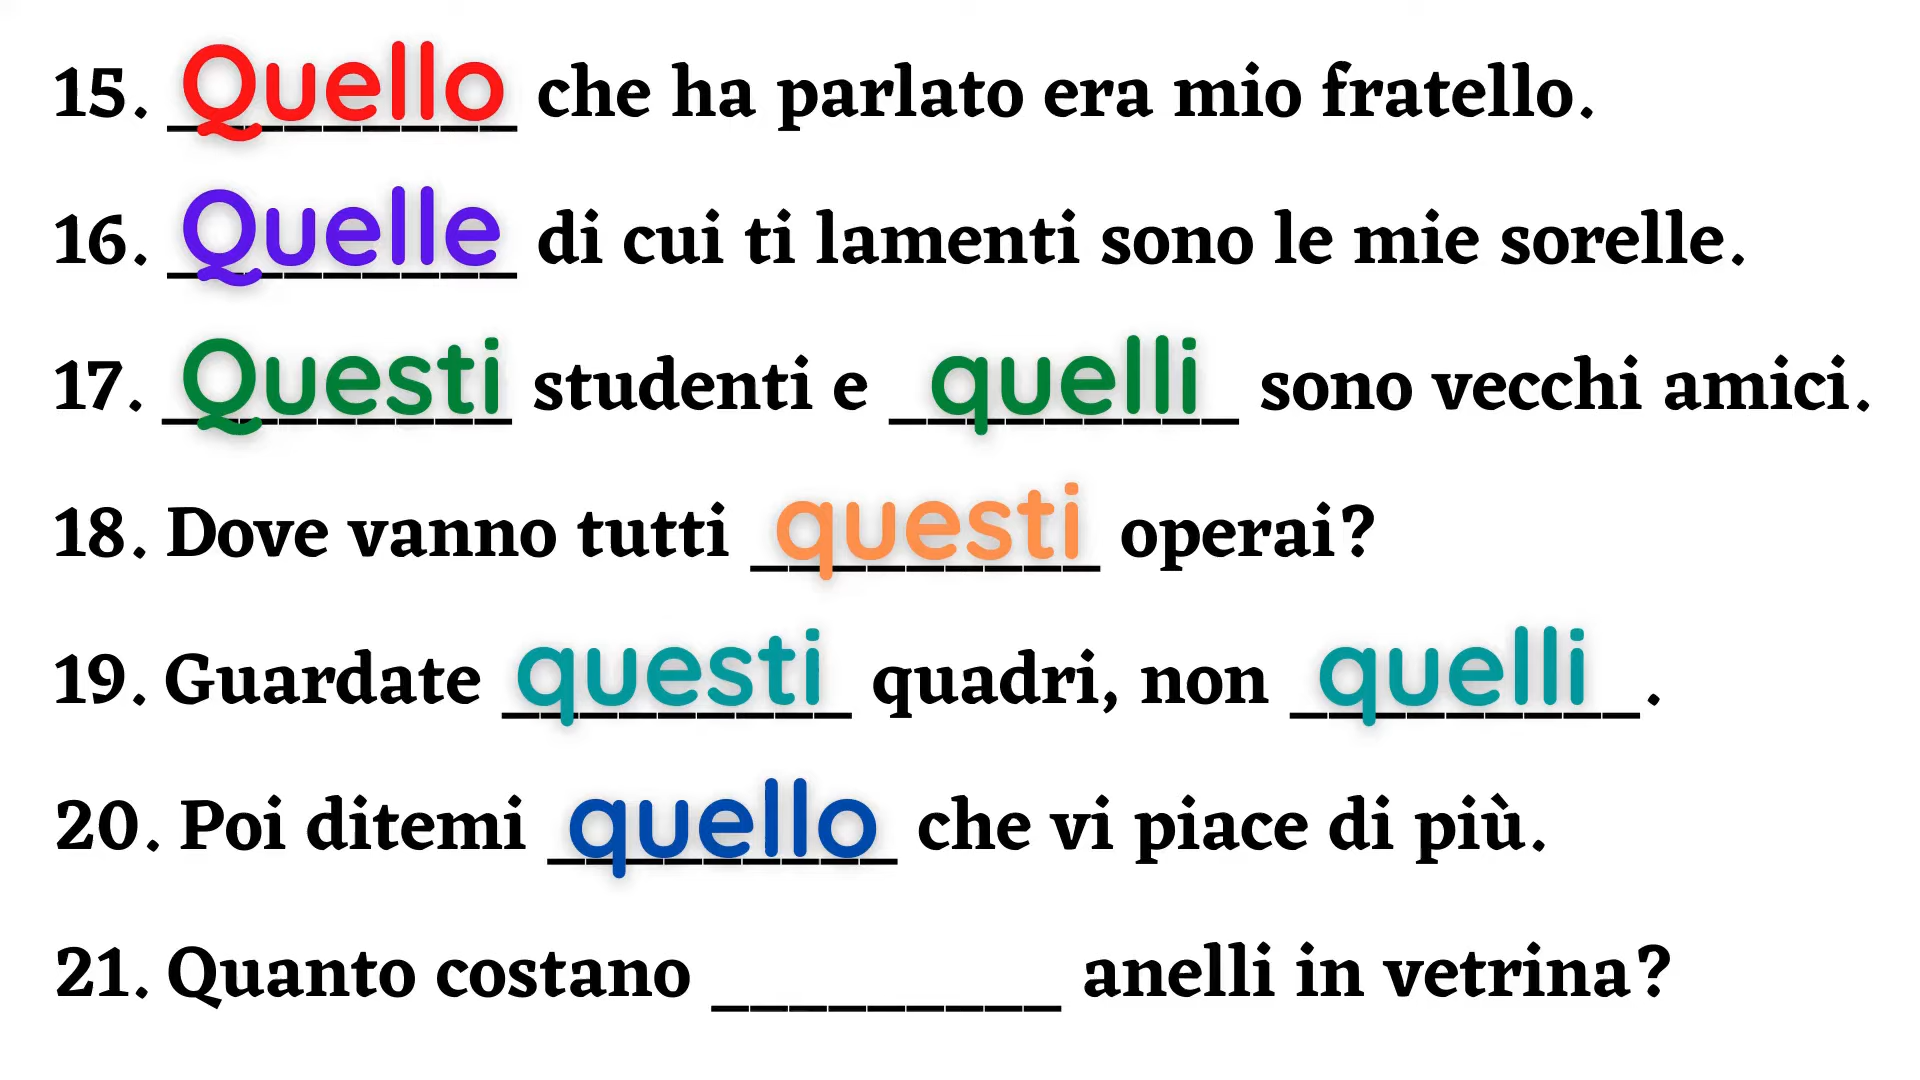 15. Quello che ha parlato era mio fratello.
16. Quelle di cui ti lamenti sono le mie sorelle.
17. Questi studenti e quelli sono vecchi amici.
18. Dove vanno tutti questi operai?
19. Guardate questi quadri, non quelli.
20. Poi ditemi quello che vi piace di più.
21. Quanto costano _________ anelli in vetrina?